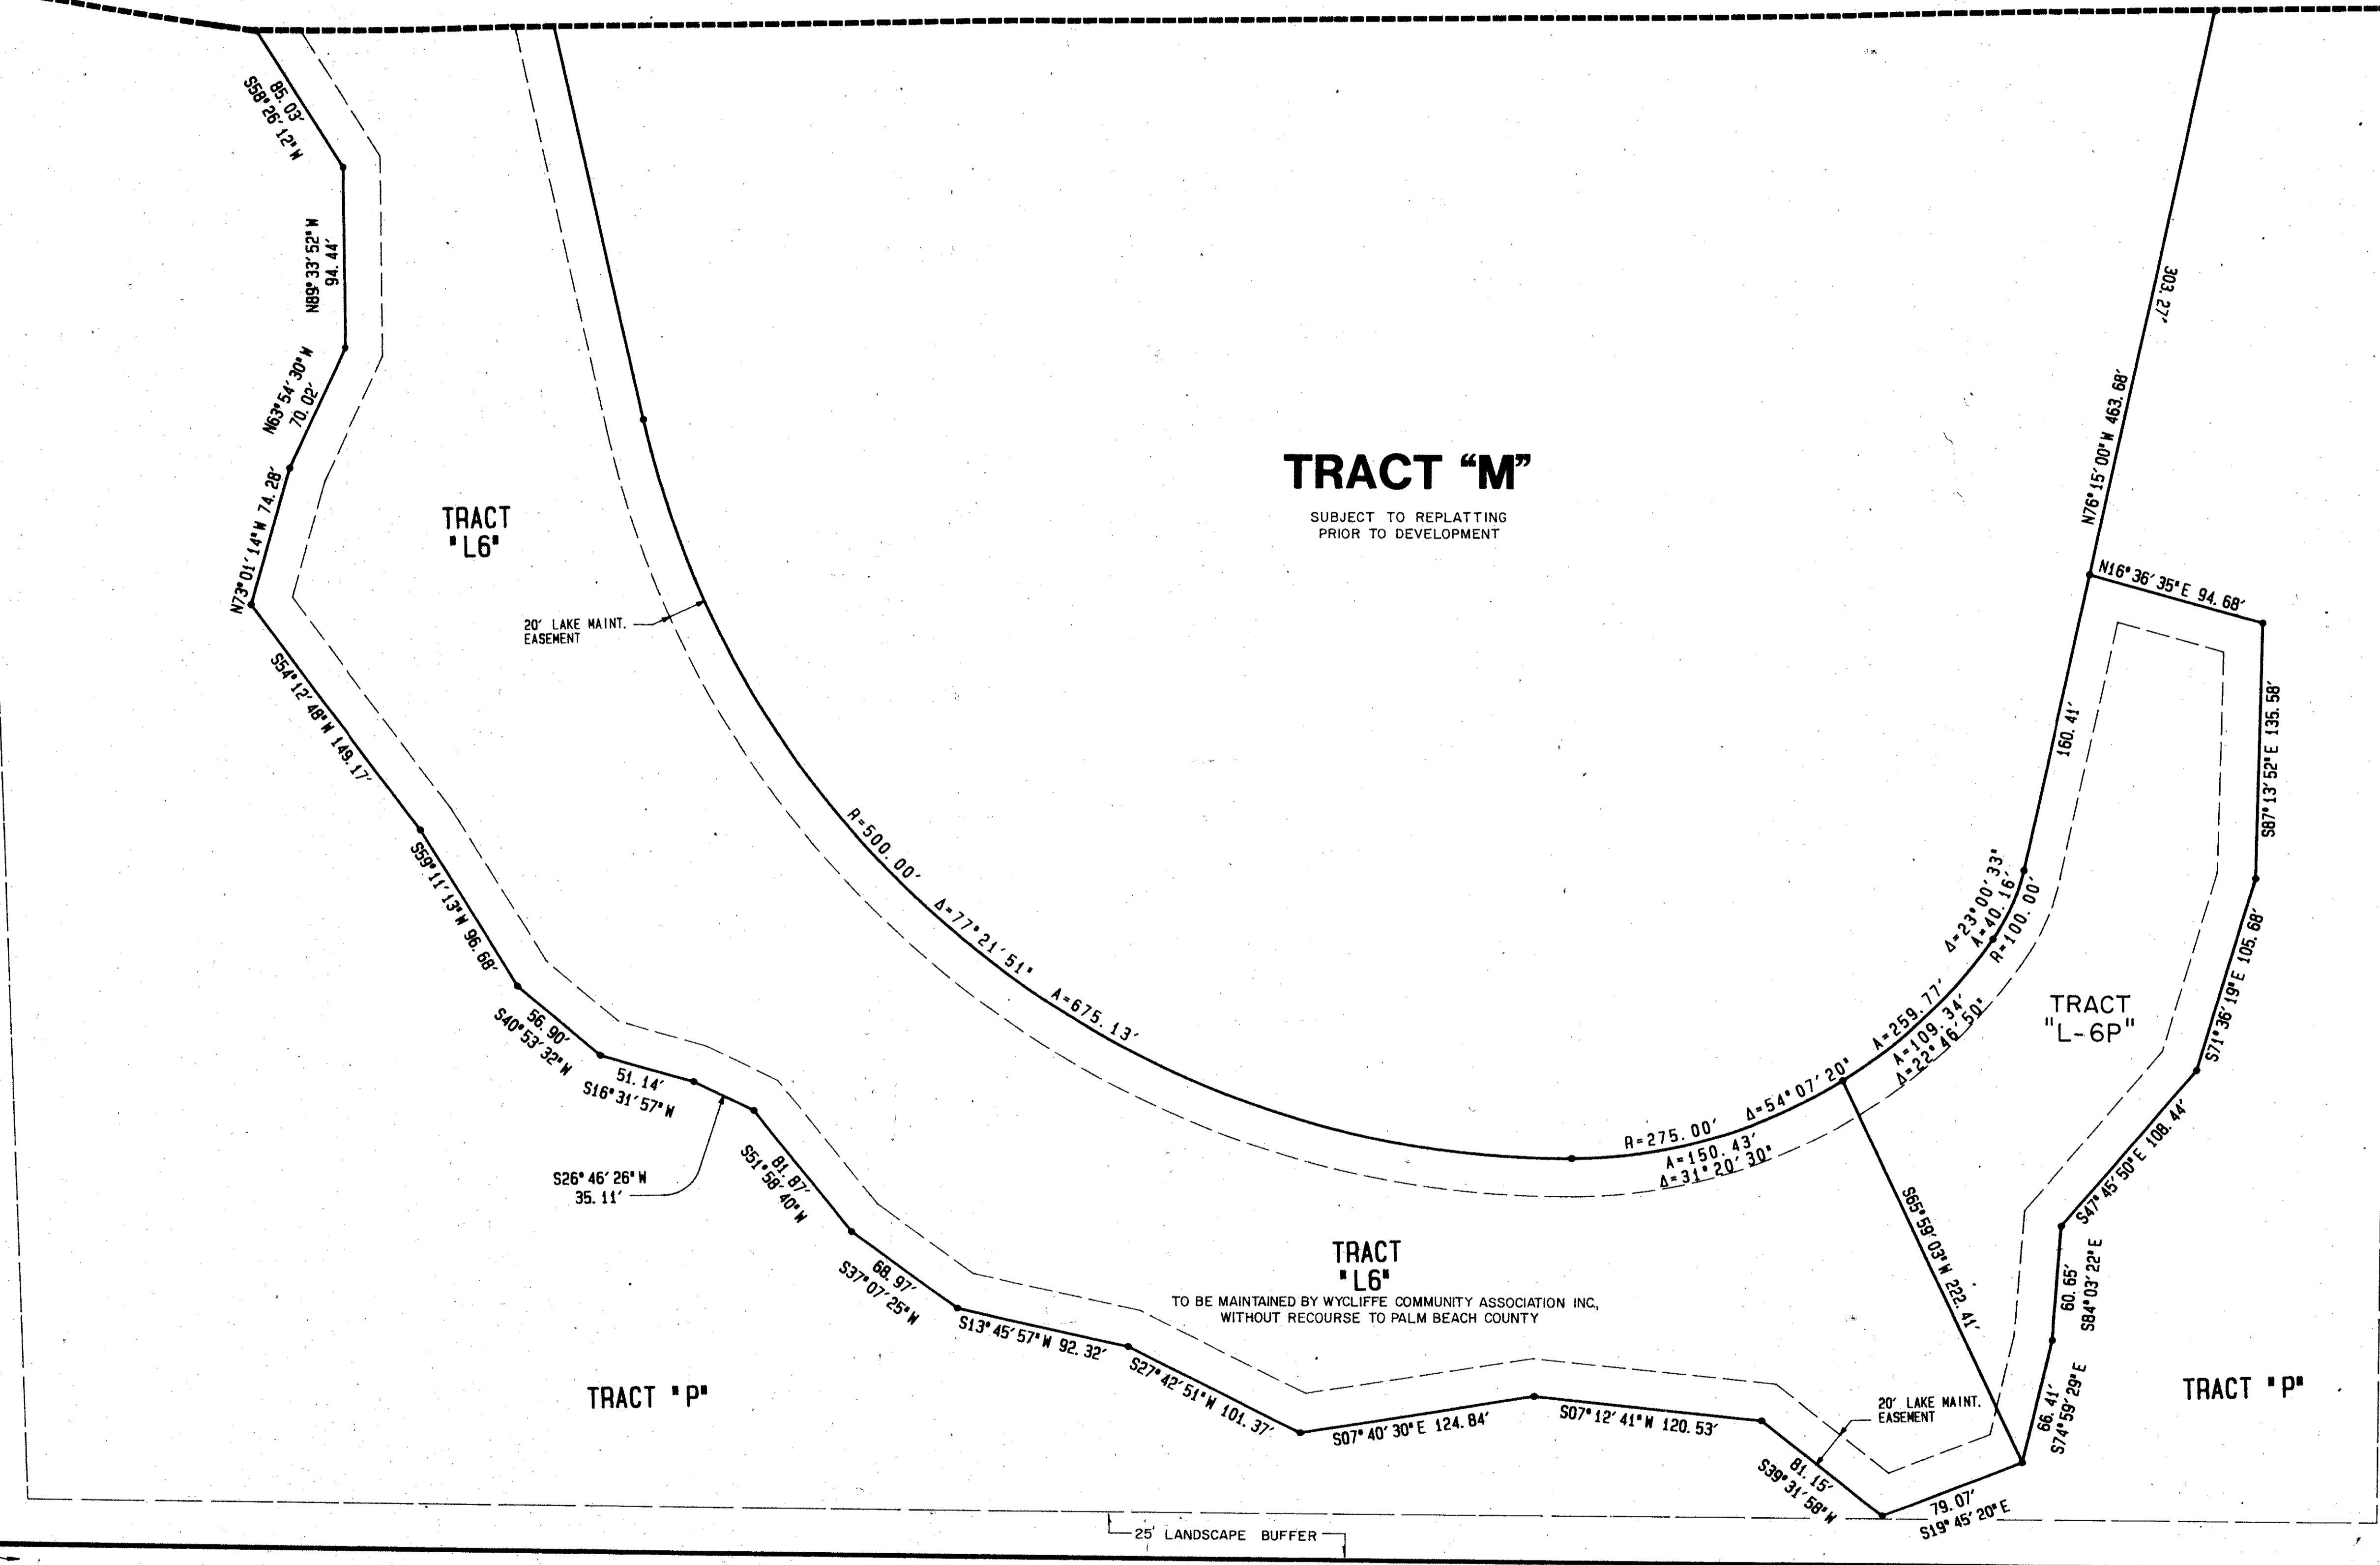 85.03′
S58°26′12"W
N89°33′52"W
94.44′
N63°54′30"W
70.02′
N73°01′14"W 74.28′
TRACT
"L6"
20′ LAKE MAINT.
EASEMENT
S54°12′48"W 149.17′
S59°11′13"W 96.68′
56.90′
S40°53′32"W
51.14′
S16°31′57"W
S26°46′26"W
35.11′
81.87′
S51°58′40"W
68.97′
S37°07′25"W
S13°45′57"W 92.32′
S27°42′51"W 101.37′
S07°40′30"E 124.84′
S07°12′41"W 120.53′
81.15′
S39°31′58"W
79.07′
S19°45′20"E
TRACT “M”
SUBJECT TO REPLATTING
PRIOR TO DEVELOPMENT
303.27′
N76°15′00"W 463.68′
N16°36′35"E 94.68′
160.41′
S87°13′52"E 135.58′
R=500.00′ Δ=77°21′51" A=675.13′
R=275.00′ Δ=54°07′20" A=259.77′
A=150.43′
Δ=31°20′30"
A=109.34′
Δ=22°46′50"
Δ=23°00′33"
A=40.16′
R=100.00′
TRACT
"L-6P"
S71°36′19"E 105.68′
S47°45′50"E 108.44′
60.65′
S84°03′22"E
66.41′
S74°59′29"E
S65°59′03"W 222.41′
TRACT
"L6"
TO BE MAINTAINED BY WYCLIFFE COMMUNITY ASSOCIATION INC.,
WITHOUT RECOURSE TO PALM BEACH COUNTY
20′ LAKE MAINT.
EASEMENT
TRACT "P"
TRACT "P"
25′ LANDSCAPE BUFFER